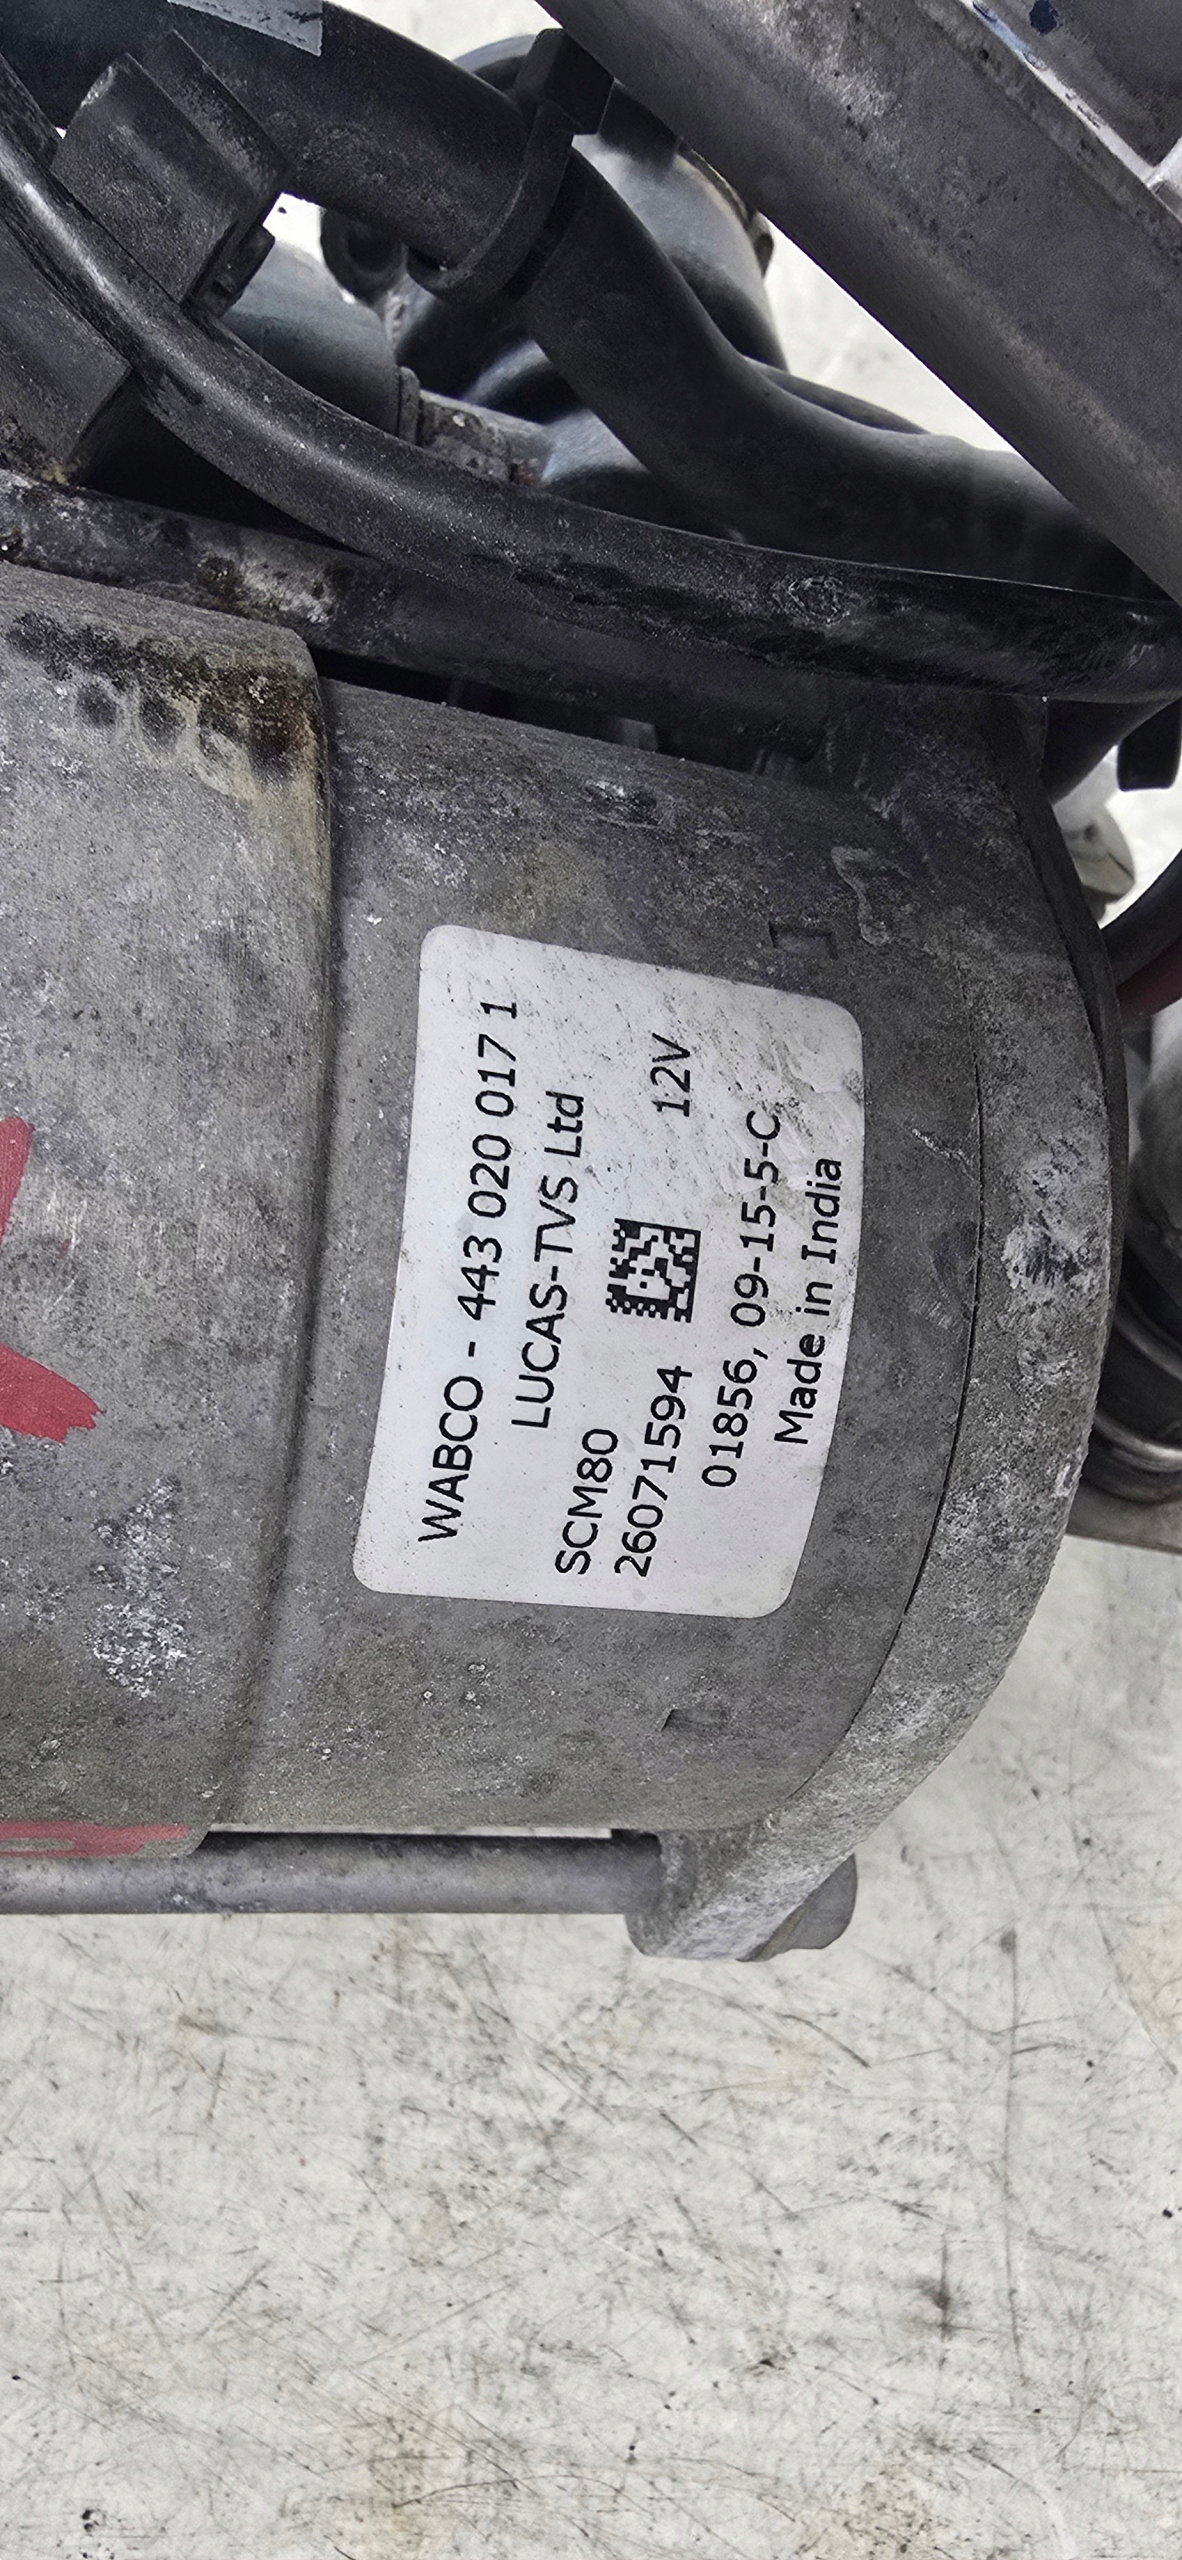 WABCO - 443 020 017 1
LUCAS-TVS Ltd
SCM80
26071594 12V
01856, 09-15-5-C
Made in India